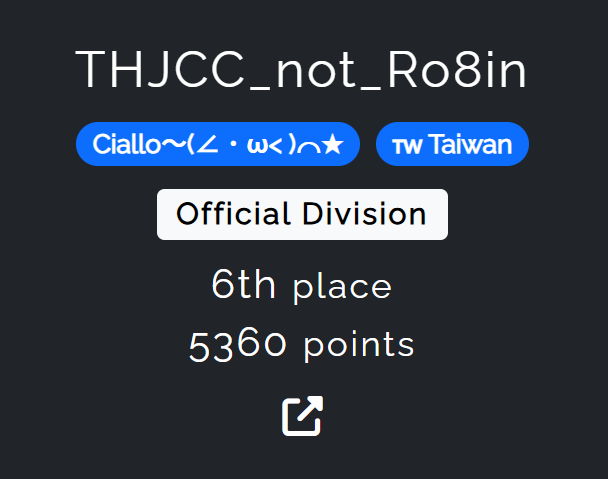 THJCC_not_Ro8in
Ciallo～(∠・ω< )⌒★ TW Taiwan
Official Division
6th place
5360 points